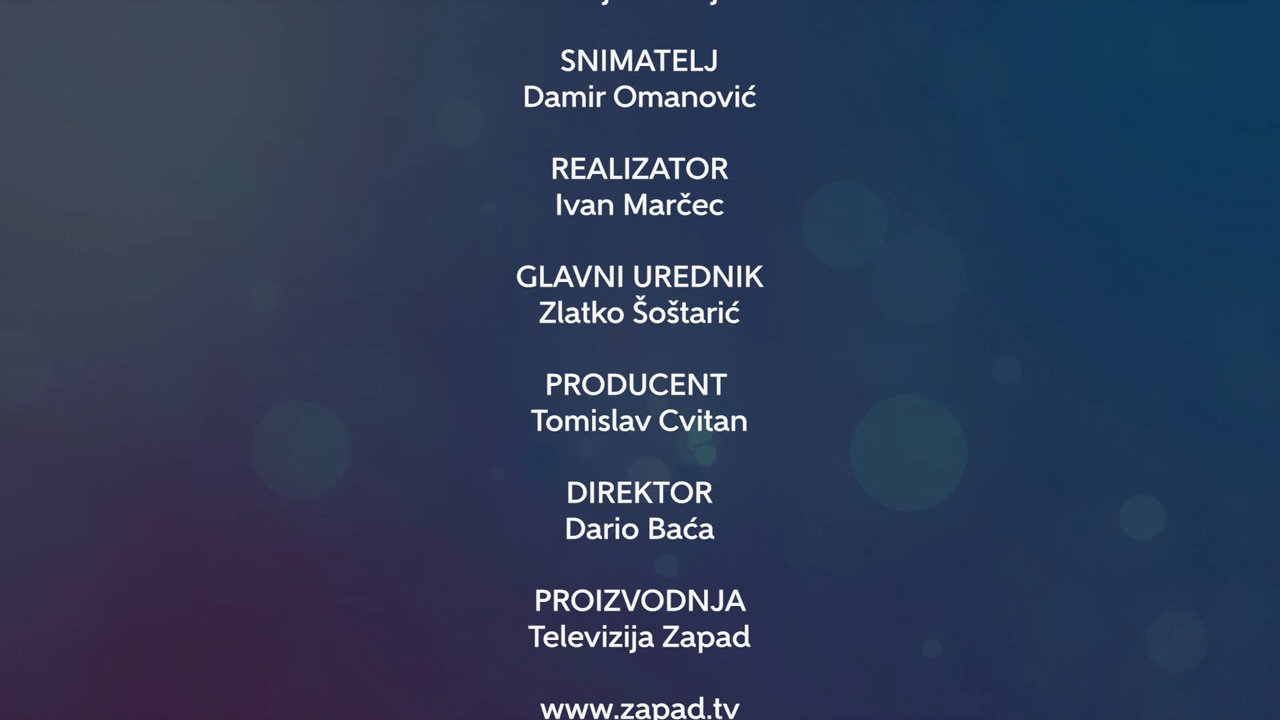 SNIMATELJ
Damir Omanović
REALIZATOR
Ivan Marčec
GLAVNI UREDNIK
Zlatko Šoštarić
PRODUCENT
Tomislav Cvitan
DIREKTOR
Dario Baća
PROIZVODNJA
Televizija Zapad
www.zapad.tv